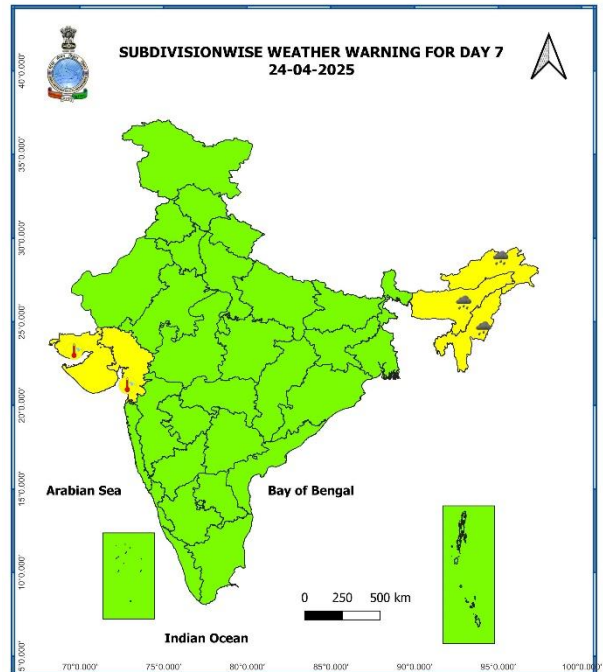 SUBDIVISIONWISE WEATHER WARNING FOR DAY 7
24-04-2025
40°0.000'
35°0.000'
30°0.000'
25°0.000'
20°0.000'
15°0.000'
10°0.000'
5°0.000'
Arabian Sea
Bay of Bengal
0 250 500 km
Indian Ocean
70°0.000' 75°0.000' 80°0.000' 85°0.000' 90°0.000' 95°0.000' 100°0.000'